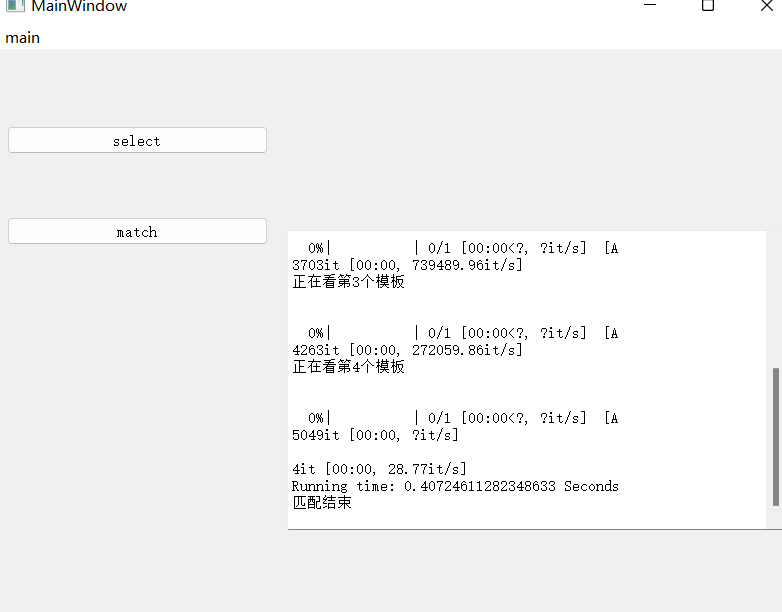 MainWindow
main
select
match
0%|          | 0/1 [00:00<?, ?it/s]  [A
3703it [00:00, 739489.96it/s]
正在看第3个模板
0%|          | 0/1 [00:00<?, ?it/s]  [A
4263it [00:00, 272059.86it/s]
正在看第4个模板
0%|          | 0/1 [00:00<?, ?it/s]  [A
5049it [00:00, ?it/s]
4it [00:00, 28.77it/s]
Running time: 0.40724611282348633 Seconds
匹配结束